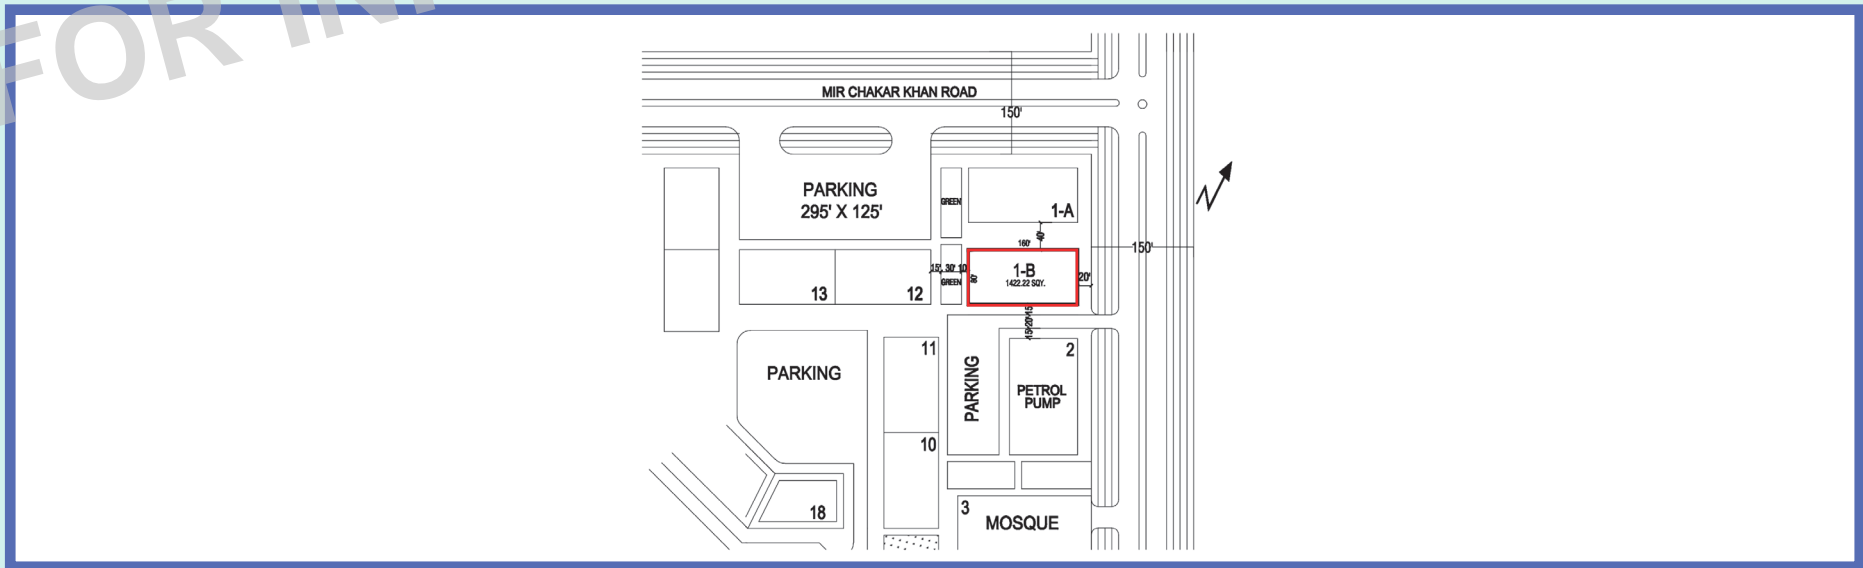 FOR IN
MIR CHAKAR KHAN ROAD
150'
PARKING
295' X 125'
GREEN
1-A
40'
160'
150'
1-B
1422.22 SQY.
80'
15' 30' 10'
GREEN
20'
13
12
15'
20'
15'
11
2
PARKING
PARKING
PETROL
PUMP
10
18
3
MOSQUE
N